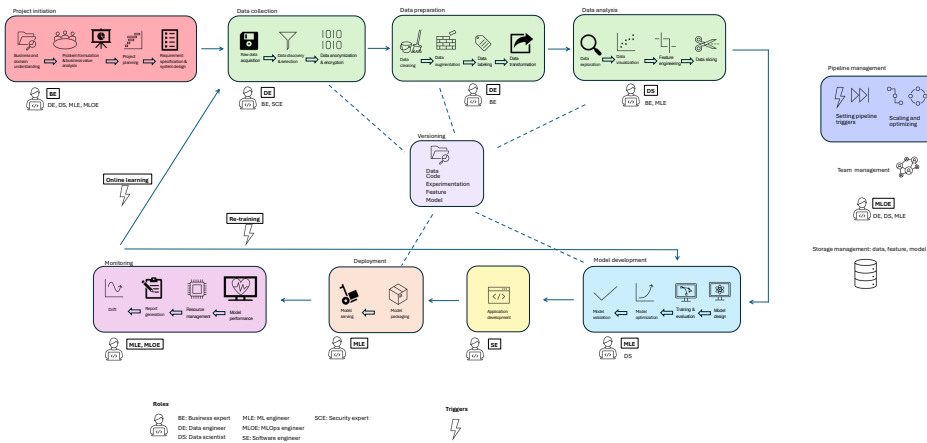 Project initiation
Business and
domain
understanding
Problem formulation
& business value
analysis
Project
planning
Requirement
specification &
system design
BE
DE, DS, MLE, MLOE
Data collection
Raw data
acquisition
Data discovery
& selection
Data anonymization
& encryption
DE
BE, SCE
Data preparation
Data
cleaning
Data
augmentation
Data
labeling
Data
transformation
DE
BE
Data analysis
Data
exploration
Data
visualization
Feature
engineering
Data slicing
DS
BE, MLE
Pipeline management
Setting pipeline
triggers
Scaling and
optimizing
Team management
MLOE
DE, DS, MLE
Storage management: data, feature, model
Versioning
Data
Code
Experimentation
Feature
Model
Online learning
Re-training
Monitoring
Drift
Report
generation
Resource
management
Model
performance
MLE, MLOE
Deployment
Model
serving
Model
packaging
MLE
Application
development
SE
Model development
Model
validation
Model
optimization
Training &
evaluation
Model
design
MLE
DS
Roles
BE: Business expert
DE: Data engineer
DS: Data scientist
MLE: ML engineer
MLOE: MLOps engineer
SE: Software engineer
SCE: Security expert
Triggers